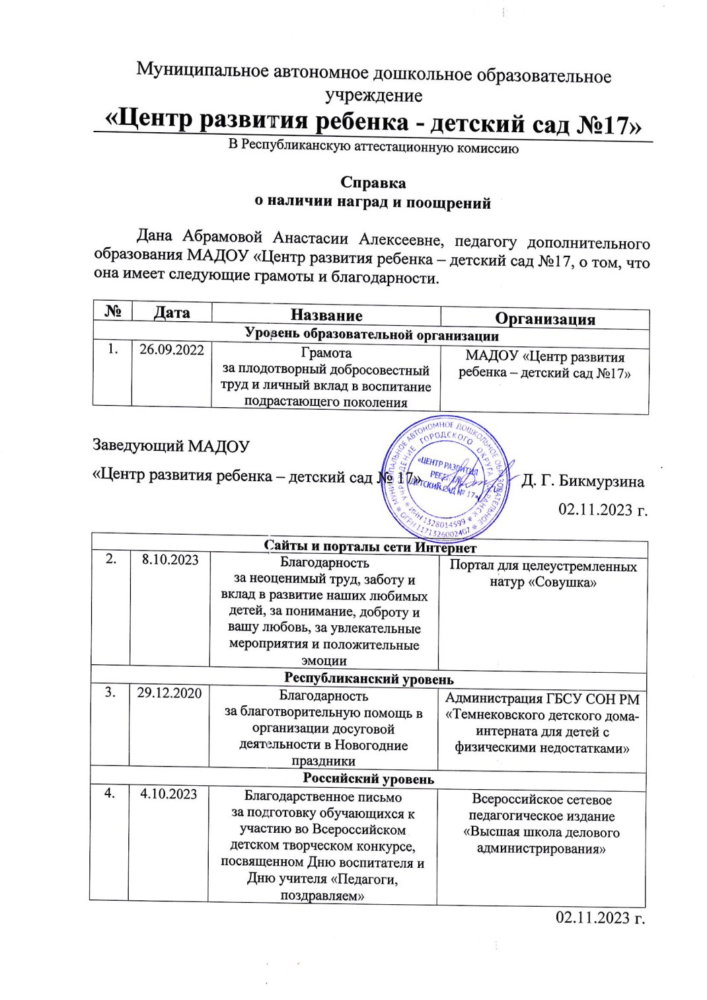 Муниципальное автономное дошкольное образовательное
учреждение
«Центр развития ребенка - детский сад №17»
В Республиканскую аттестационную комиссию
Справка
о наличии наград и поощрений
Дана Абрамовой Анастасии Алексеевне, педагогу дополнительного
образования МАДОУ «Центр развития ребенка – детский сад №17, о том, что
она имеет следующие грамоты и благодарности.
№ Дата Название Организация
Уровень образовательной организации
1. 26.09.2022 Грамота
за плодотворный добросовестный
труд и личный вклад в воспитание
подрастающего поколения
МАДОУ «Центр развития
ребенка – детский сад №17»
Заведующий МАДОУ
«Центр развития ребенка – детский сад № 17» Д. Г. Бикмурзина
02.11.2023 г.
МУНИЦИПАЛЬНОЕ АВТОНОМНОЕ ДОШКОЛЬНОЕ ОБРАЗОВАТЕЛЬНОЕ
УЧРЕЖДЕНИЕ ГОРОДСКОГО ОКРУГА САРАНСК
ОГРН 1171326002407
ИНН 1328014599
«ЦЕНТР РАЗВИТИЯ
ДЕТСКИЙ САД № 17»
Сайты и порталы сети Интернет
2. 8.10.2023 Благодарность
за неоценимый труд, заботу и
вклад в развитие наших любимых
детей, за понимание, доброту и
вашу любовь, за увлекательные
мероприятия и положительные
эмоции
Портал для целеустремленных
натур «Совушка»
Республиканский уровень
3. 29.12.2020 Благодарность
за благотворительную помощь в
организации досуговой
деятельности в Новогодние
праздники
Администрация ГБСУ СОН РМ
«Темнековского детского дома-
интерната для детей с
физическими недостатками»
Российский уровень
4. 4.10.2023 Благодарственное письмо
за подготовку обучающихся к
участию во Всероссийском
детском творческом конкурсе,
посвященном Дню воспитателя и
Дню учителя «Педагоги,
поздравляем»
Всероссийское сетевое
педагогическое издание
«Высшая школа делового
администрирования»
02.11.2023 г.